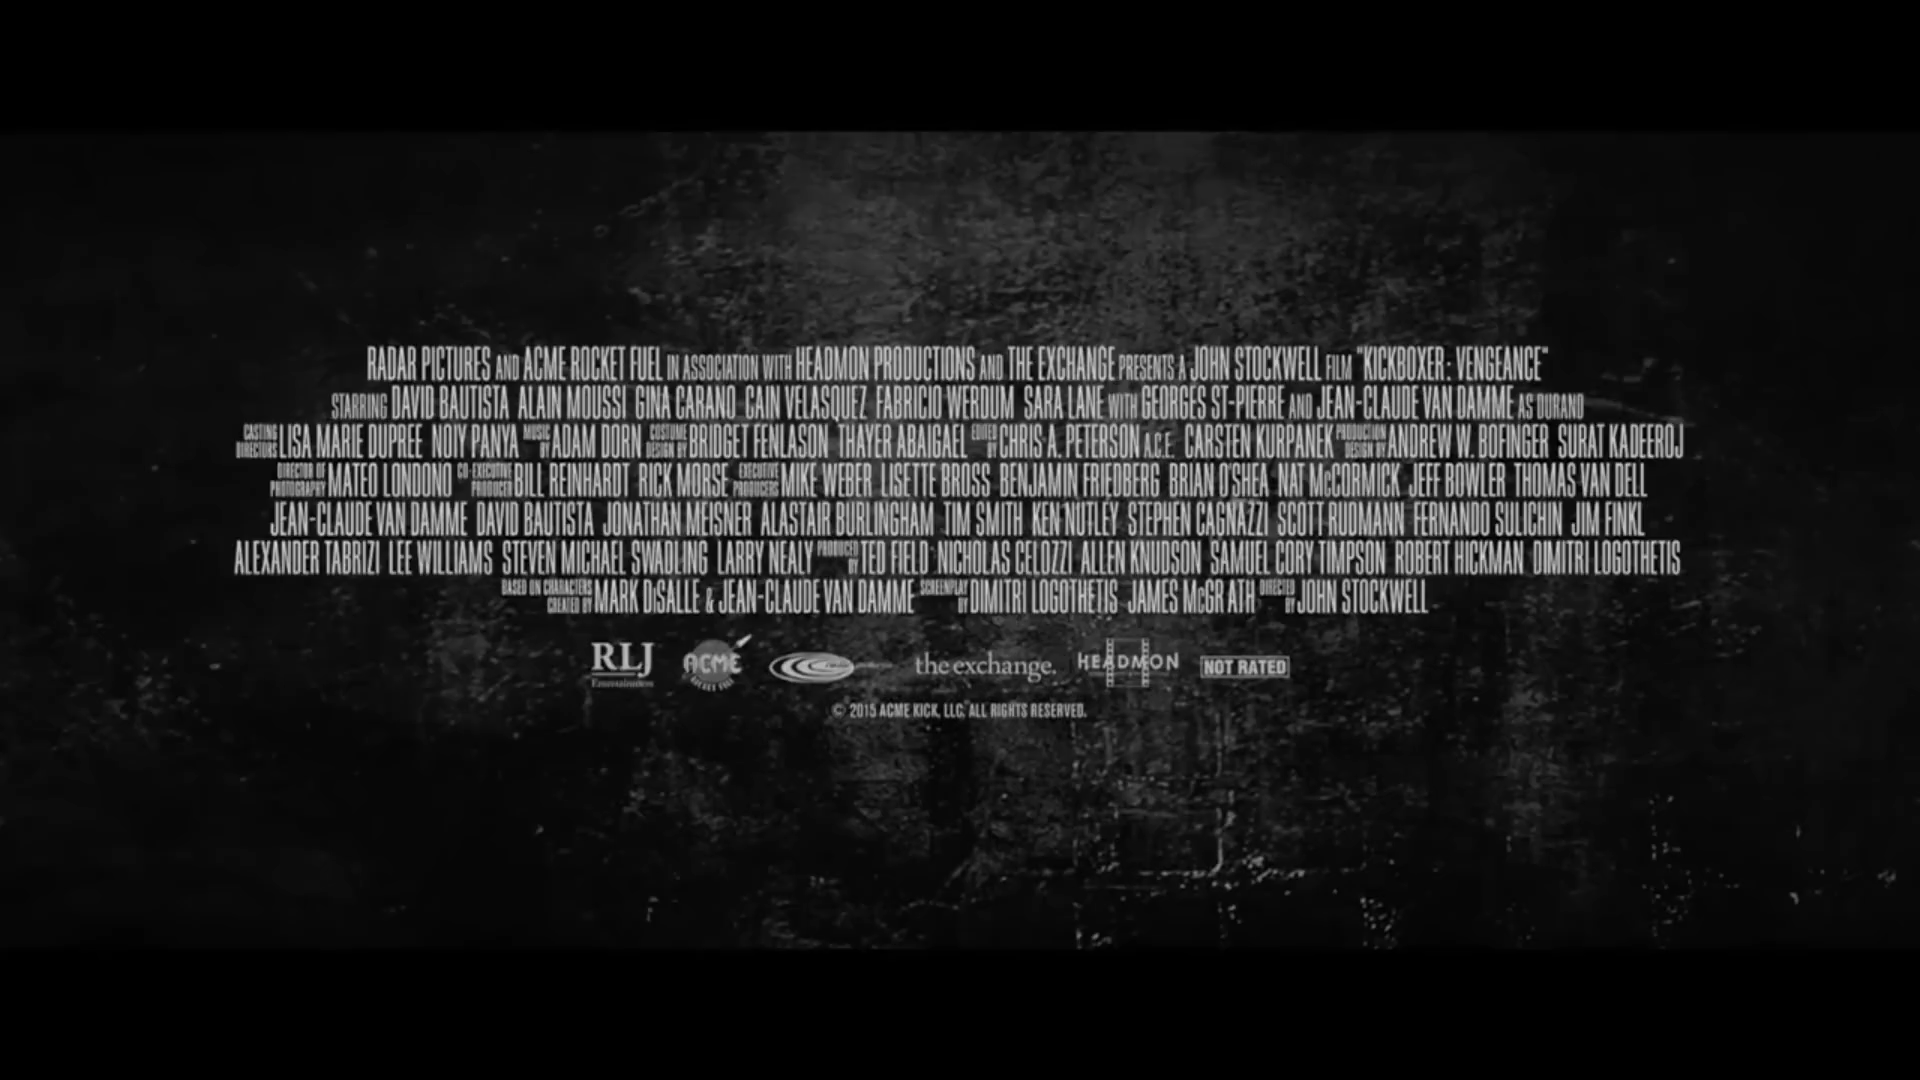 RADAR PICTURES AND ACME ROCKET FUEL IN ASSOCIATION WITH HEADMON PRODUCTIONS AND THE EXCHANGE PRESENTS A JOHN STOCKWELL FILM "KICKBOXER: VENGEANCE"
STARRING DAVID BAUTISTA ALAIN MOUSSI GINA CARANO CAIN VELASQUEZ FABRICIO WERDUM SARA LANE WITH GEORGES ST-PIERRE AND JEAN-CLAUDE VAN DAMME AS DURAND
CASTING DIRECTORS LISA MARIE DUPREE NOIY PANYA MUSIC BY ADAM DORN COSTUME DESIGN BY BRIDGET FENLASON THAYER ABAIGAEL EDITED BY CHRIS A. PETERSON A.C.E. CARSTEN KURPANEK PRODUCTION DESIGN BY ANDREW W. BOFINGER SURAT KADEEROJ
DIRECTOR OF PHOTOGRAPHY MATEO LONDONO CO-EXECUTIVE PRODUCED BILL REINHARDT RICK MORSE EXECUTIVE PRODUCERS MIKE WEBER LISETTE BROSS BENJAMIN FRIEDBERG BRIAN O'SHEA NAT McCORMICK JEFF BOWLER THOMAS VAN DELL
JEAN-CLAUDE VAN DAMME DAVID BAUTISTA JONATHAN MEISNER ALASTAIR BURLINGHAM TIM SMITH KEN NUTLEY STEPHEN CAGNAZZI SCOTT RUDMANN FERNANDO SULICHIN JIM FINKL
ALEXANDER TABRIZI LEE WILLIAMS STEVEN MICHAEL SWADLING LARRY NEALY PRODUCED BY TED FIELD NICHOLAS CELOZZI ALLEN KNUDSON SAMUEL CORY TIMPSON ROBERT HICKMAN DIMITRI LOGOTHETIS
BASED ON CHARACTERS CREATED BY MARK DiSALLE & JEAN-CLAUDE VAN DAMME SCREENPLAY BY DIMITRI LOGOTHETIS JAMES McGRATH DIRECTED BY JOHN STOCKWELL
RLJ Entertainment ACME ROCKET FUEL radar pictures the exchange. HEADMON NOT RATED
© 2015 ACME KICK, LLC. ALL RIGHTS RESERVED.